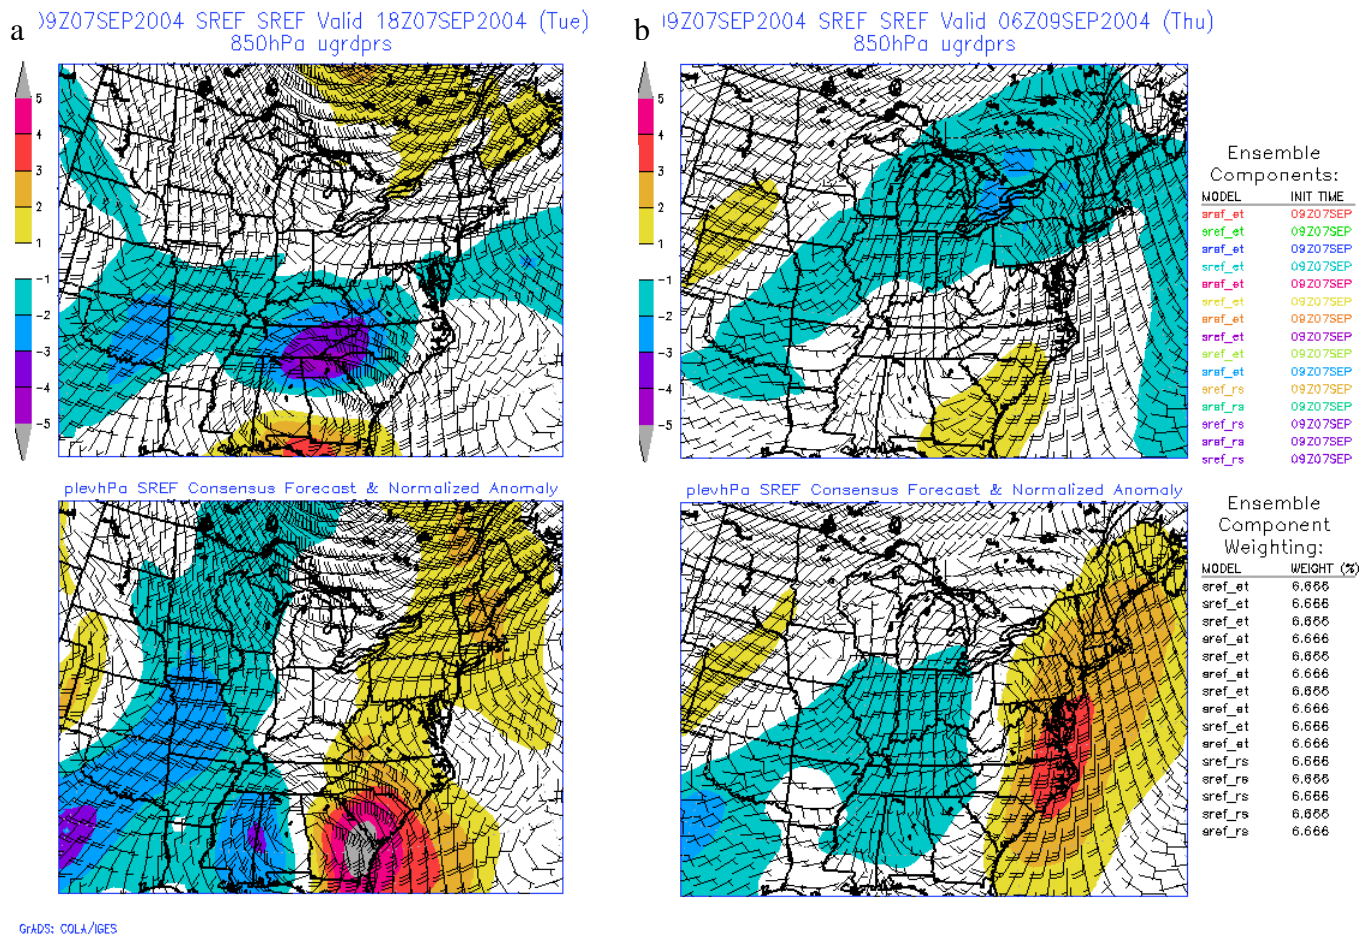 a
09Z07SEP2004 SREF SREF Valid 18Z07SEP2004 (Tue)
850hPa ugrdprs
b
09Z07SEP2004 SREF SREF Valid 06Z09SEP2004 (Thu)
850hPa ugrdprs
5
4
3
2
1
-1
-2
-3
-4
-5
5
4
3
2
1
-1
-2
-3
-4
-5
Ensemble
Components:
MODEL INIT TIME
sref_et 09Z07SEP
sref_et 09Z07SEP
sref_et 09Z07SEP
sref_et 09Z07SEP
sref_et 09Z07SEP
sref_et 09Z07SEP
sref_et 09Z07SEP
sref_et 09Z07SEP
sref_et 09Z07SEP
sref_et 09Z07SEP
sref_rs 09Z07SEP
sref_rs 09Z07SEP
sref_rs 09Z07SEP
sref_rs 09Z07SEP
sref_rs 09Z07SEP
plevhPa SREF Consensus Forecast & Normalized Anomaly
plevhPa SREF Consensus Forecast & Normalized Anomaly
Ensemble
Component
Weighting:
MODEL WEIGHT (%)
sref_et 6.666
sref_et 6.666
sref_et 6.666
sref_et 6.666
sref_et 6.666
sref_et 6.666
sref_et 6.666
sref_et 6.666
sref_et 6.666
sref_et 6.666
sref_rs 6.666
sref_rs 6.666
sref_rs 6.666
sref_rs 6.666
sref_rs 6.666
GrADS: COLA/IGES